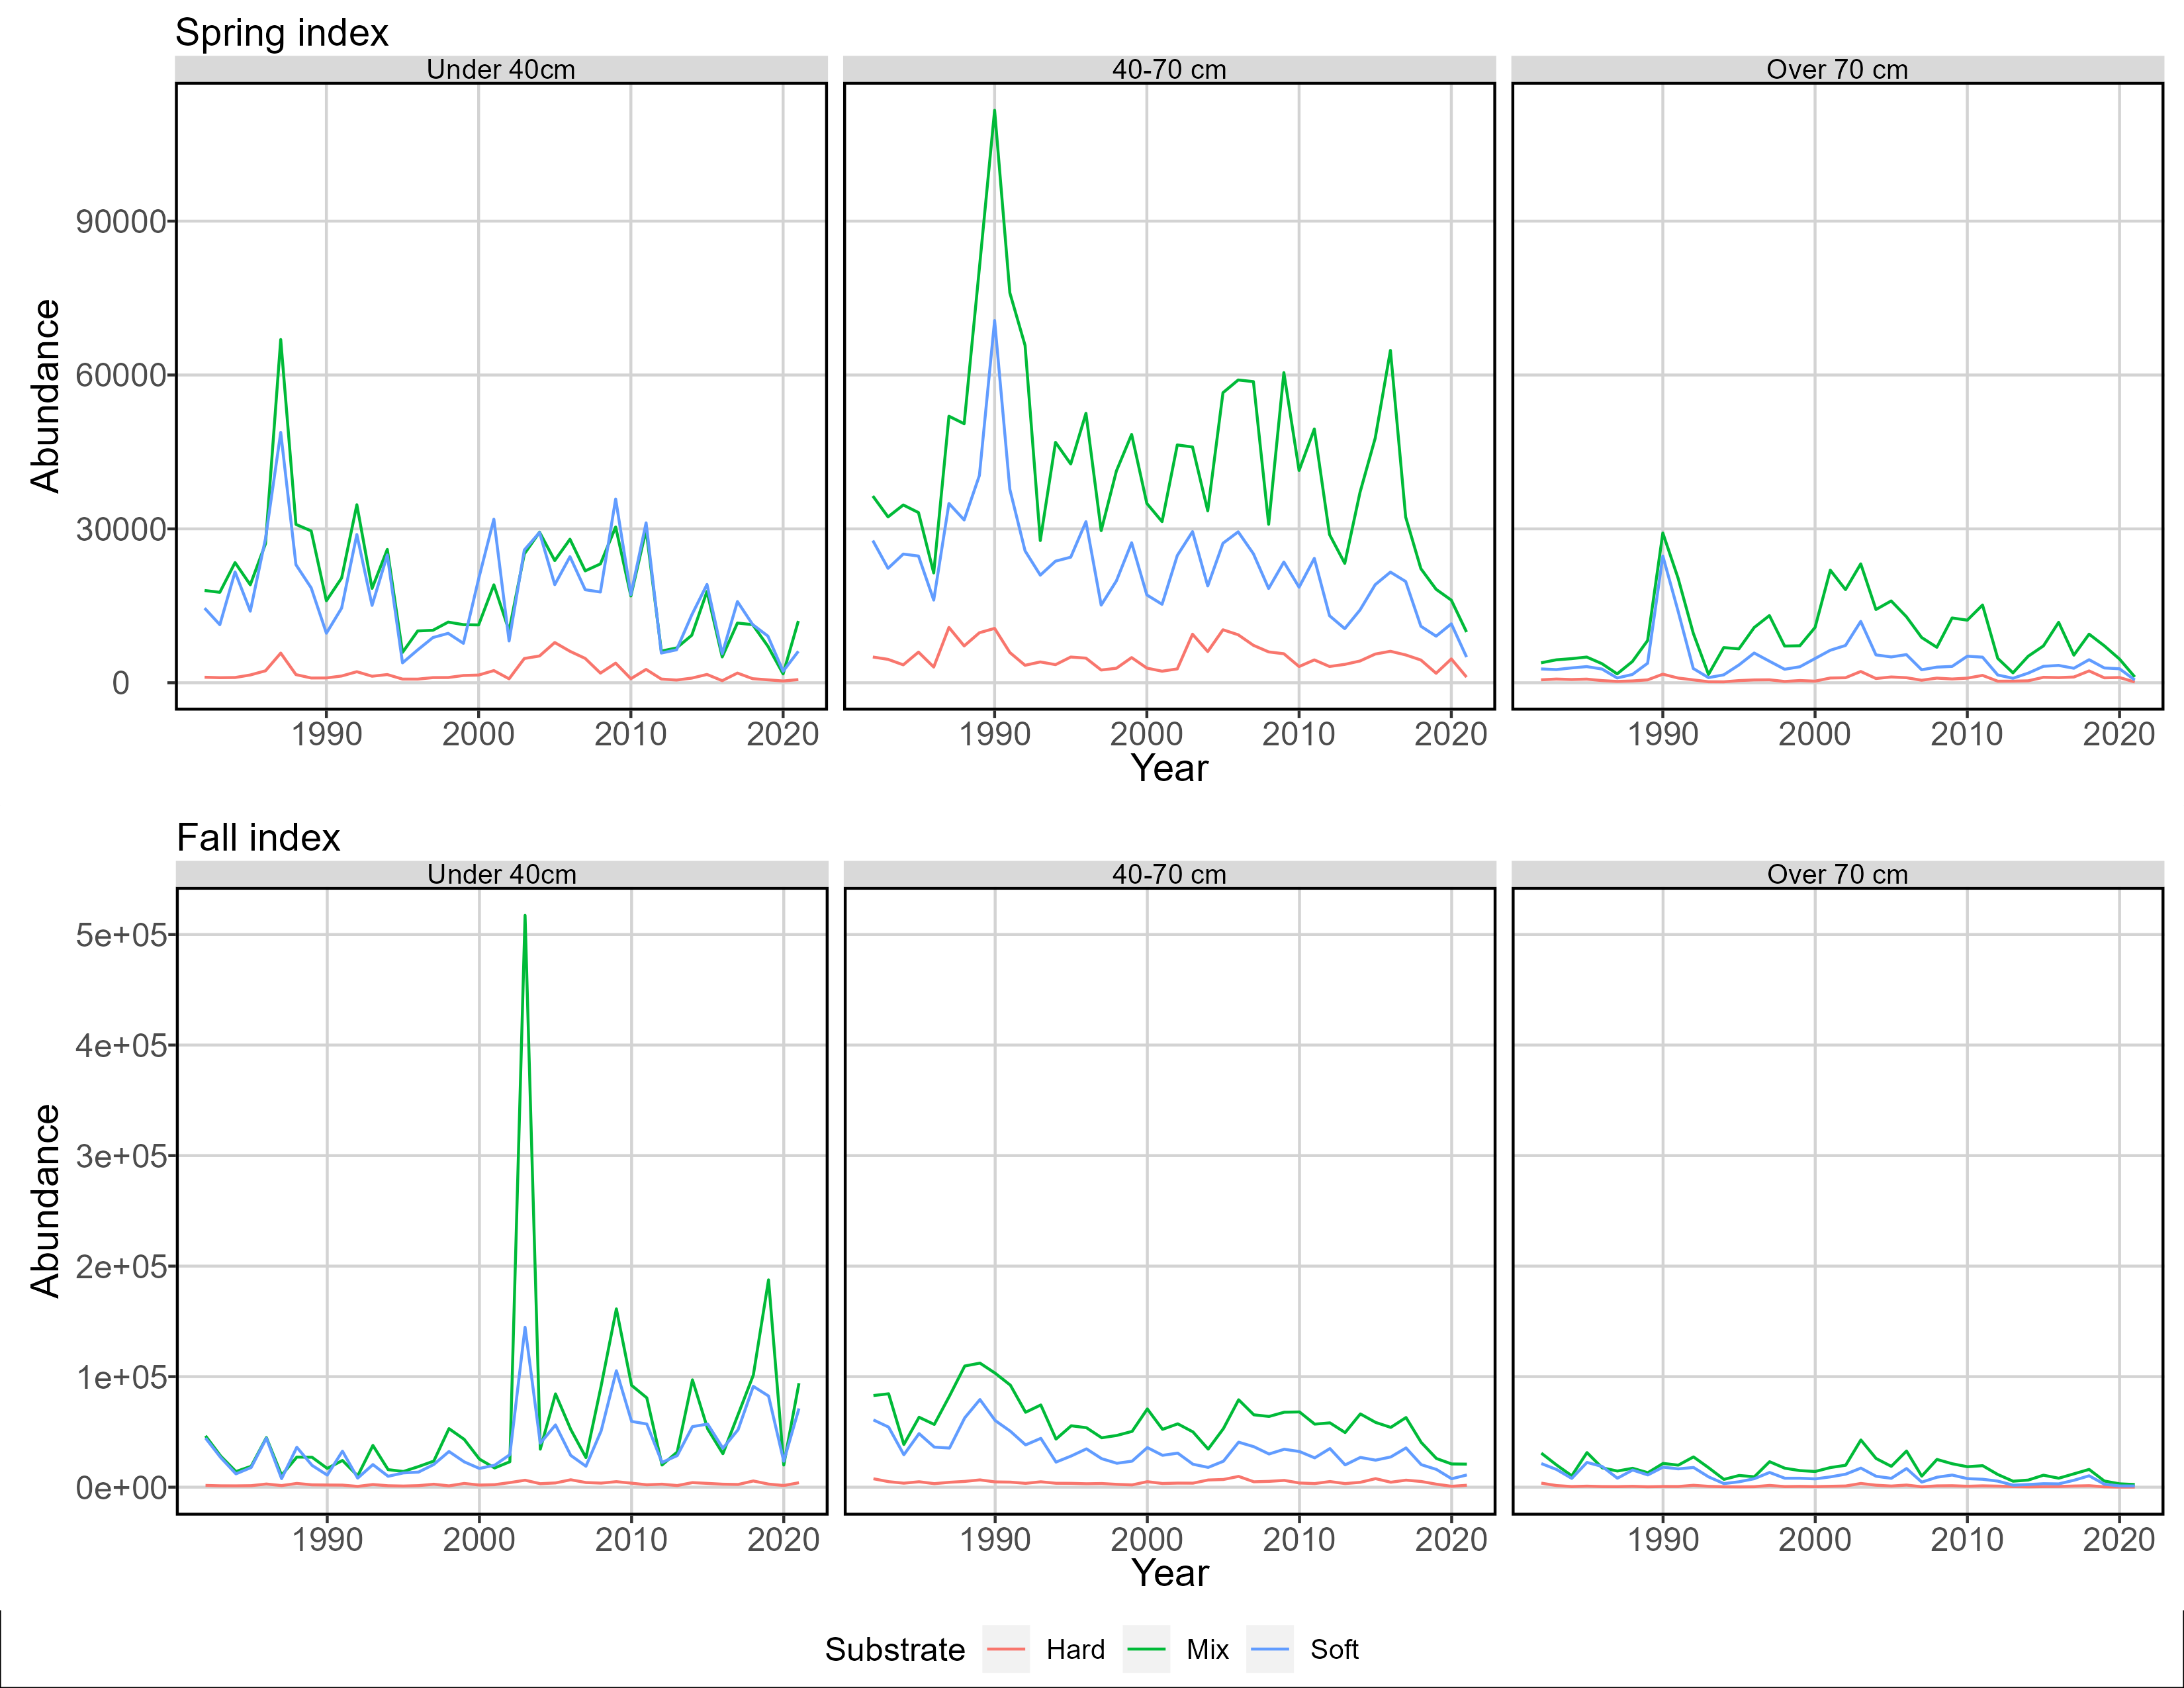 Spring index
Under 40cm 40-70 cm Over 70 cm
Abundance
90000
60000
30000
0
1990 2000 2010 2020 1990 2000 2010 2020 1990 2000 2010 2020
Year
Fall index
Under 40cm 40-70 cm Over 70 cm
Abundance
5e+05
4e+05
3e+05
2e+05
1e+05
0e+00
1990 2000 2010 2020 1990 2000 2010 2020 1990 2000 2010 2020
Year
Substrate Hard Mix Soft